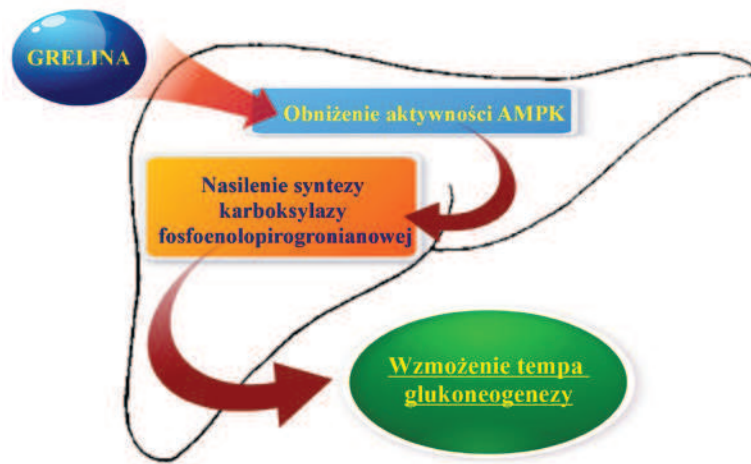 GRELINA
Obniżenie aktywności AMPK
Nasilenie syntezy
karboksylazy
fosfoenolopirogronianowej
Wzmożenie tempa
glukoneogenezy